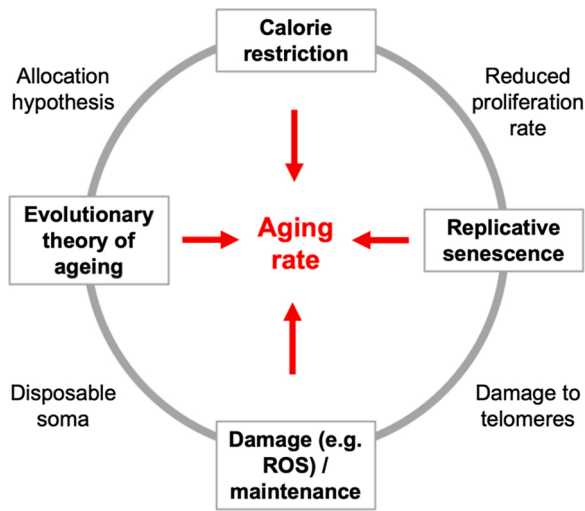 Calorie
restriction
Allocation
hypothesis
Reduced
proliferation
rate
Evolutionary
theory of
ageing
Aging
rate
Replicative
senescence
Disposable
soma
Damage to
telomeres
Damage (e.g.
ROS) /
maintenance